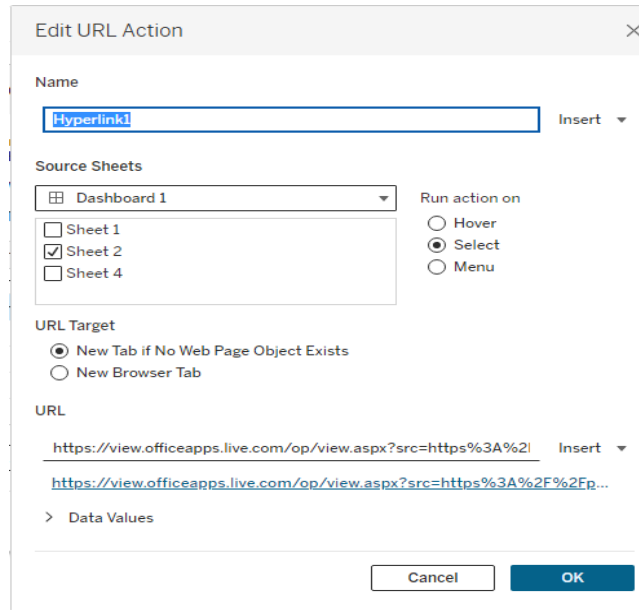 Edit URL Action
Name
Hyperlink1 Insert
Source Sheets
Dashboard 1
Run action on
Sheet 1
Sheet 2
Sheet 4
Hover
Select
Menu
URL Target
New Tab if No Web Page Object Exists
New Browser Tab
URL
https://view.officeapps.live.com/op/view.aspx?src=https%3A%2 Insert
https://view.officeapps.live.com/op/view.aspx?src=https%3A%2F%2Fp...
> Data Values
Cancel OK